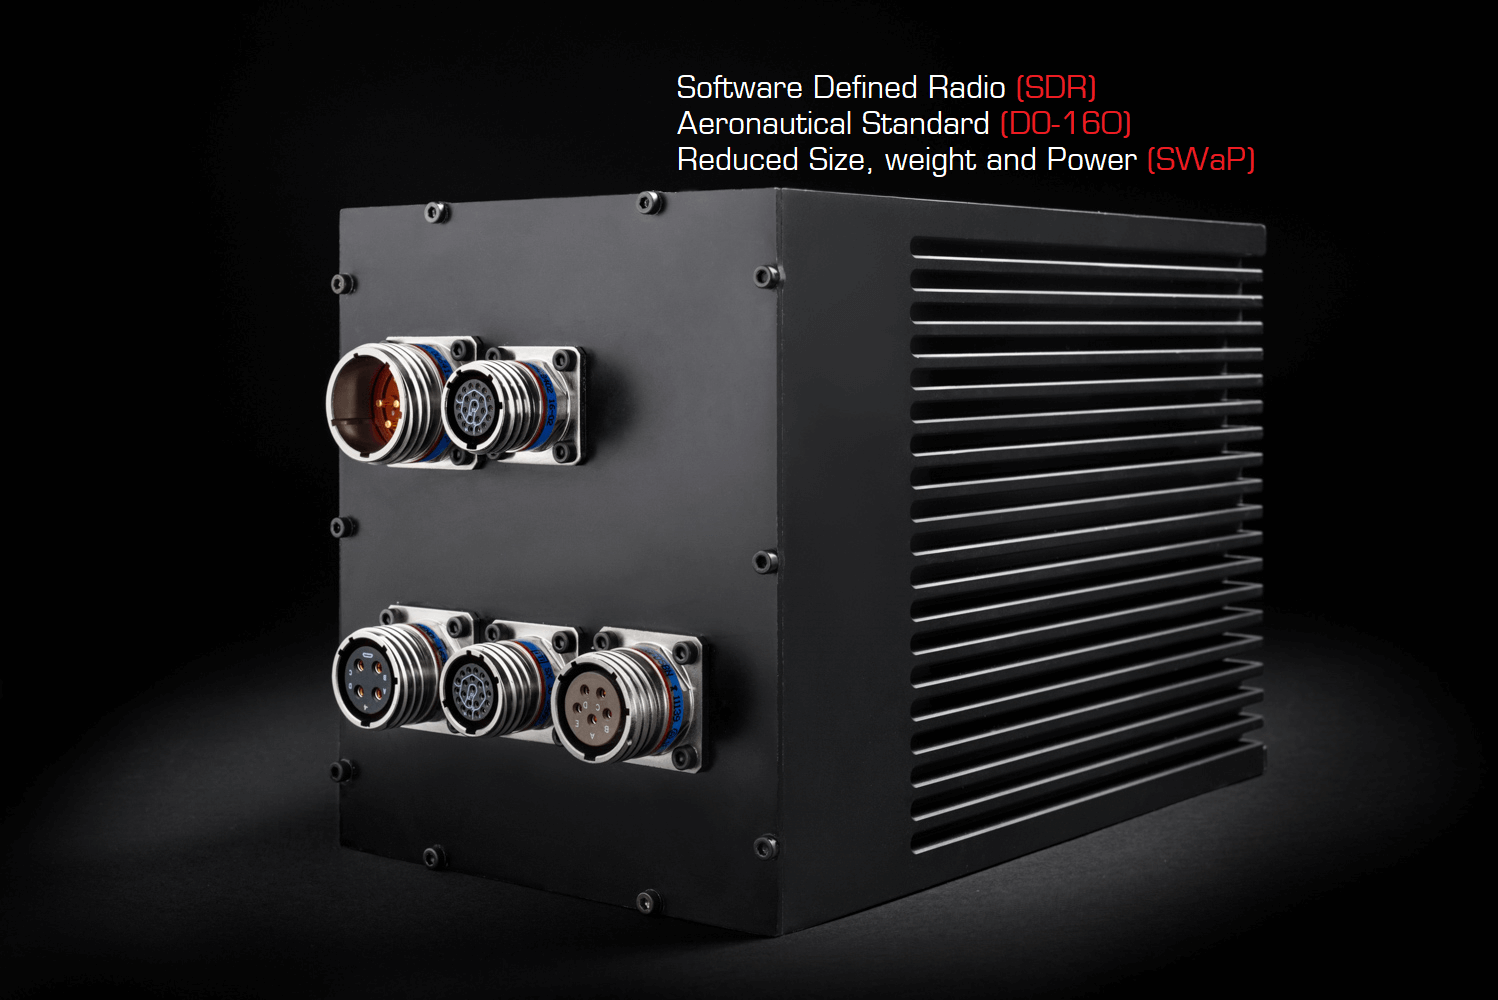 Software Defined Radio (SDR)
Aeronautical Standard (DO-160)
Reduced Size, weight and Power (SWaP)